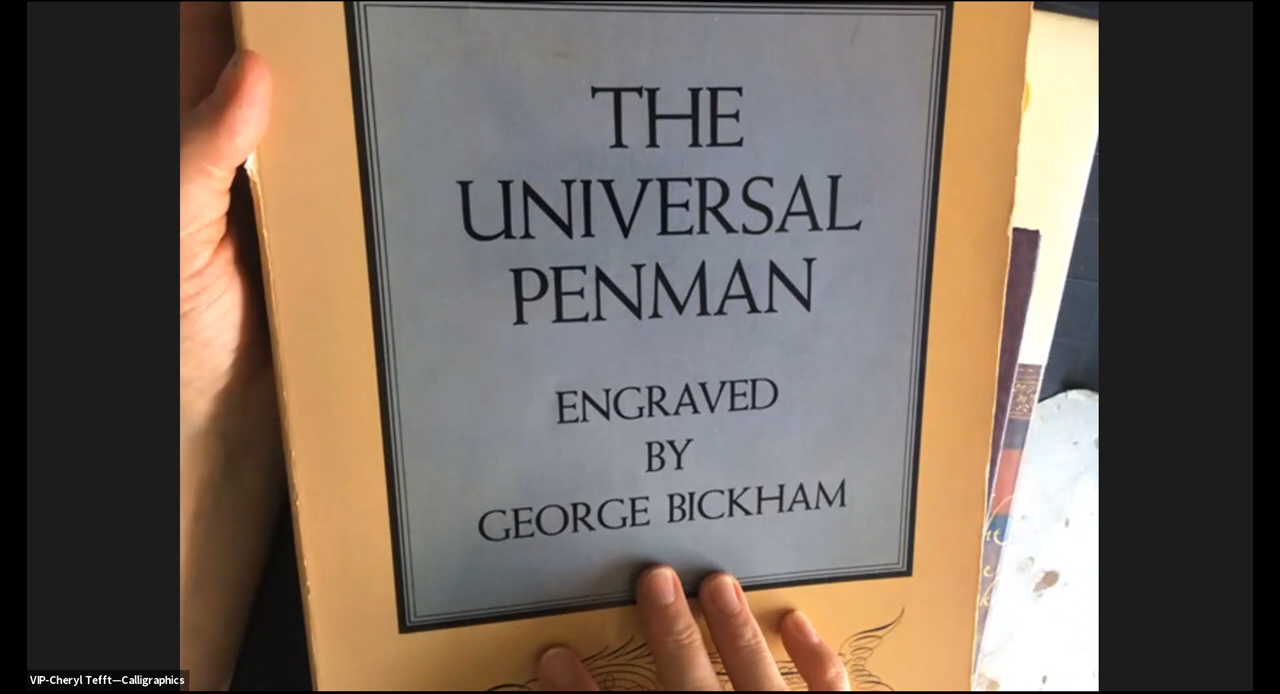 THE
UNIVERSAL
PENMAN
ENGRAVED
BY
GEORGE BICKHAM
VIP-Cheryl Tefft—Calligraphics